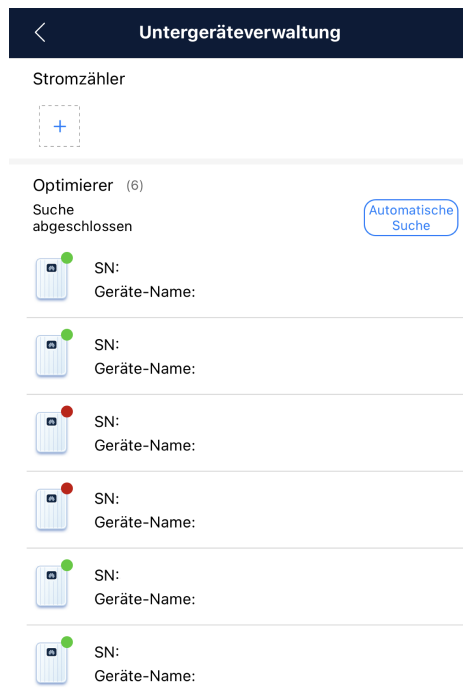 Untergeräteverwaltung
Stromzähler
+
Optimierer (6)
Suche
abgeschlossen
Automatische
Suche
SN:
Geräte-Name:
SN:
Geräte-Name:
SN:
Geräte-Name:
SN:
Geräte-Name:
SN:
Geräte-Name:
SN:
Geräte-Name: